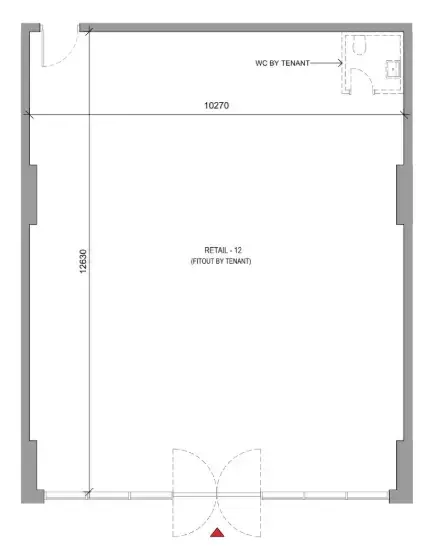 WC BY TENANT
10270
12630
RETAIL - 12
(FITOUT BY TENANT)